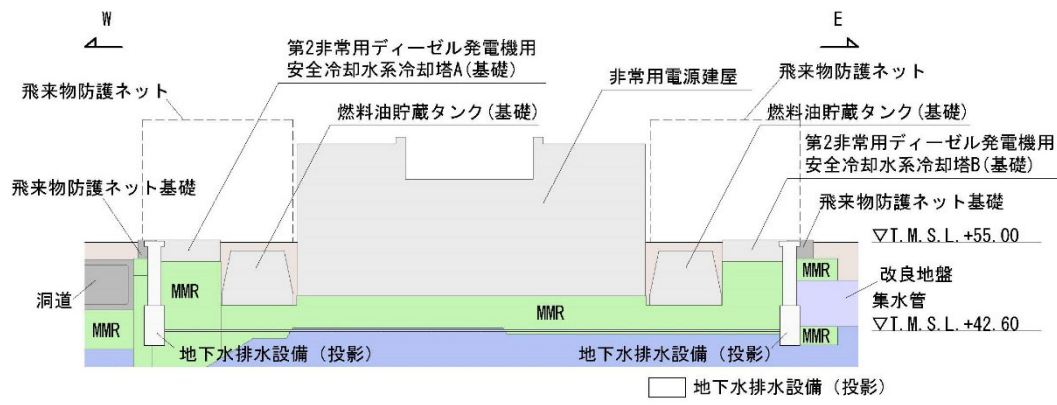 W
E
第2非常用ディーゼル発電機用
安全冷却水系冷却塔A(基礎)
飛来物防護ネット
非常用電源建屋
飛来物防護ネット
燃料油貯蔵タンク(基礎)
燃料油貯蔵タンク(基礎)
第2非常用ディーゼル発電機用
安全冷却水系冷却塔B(基礎)
飛来物防護ネット基礎
飛来物防護ネット基礎
▽T.M.S.L.+55.00
MMR
改良地盤
洞道
MMR
集水管
MMR
▽T.M.S.L.+42.60
MMR
MMR
地下水排水設備(投影)
地下水排水設備(投影)
地下水排水設備(投影)